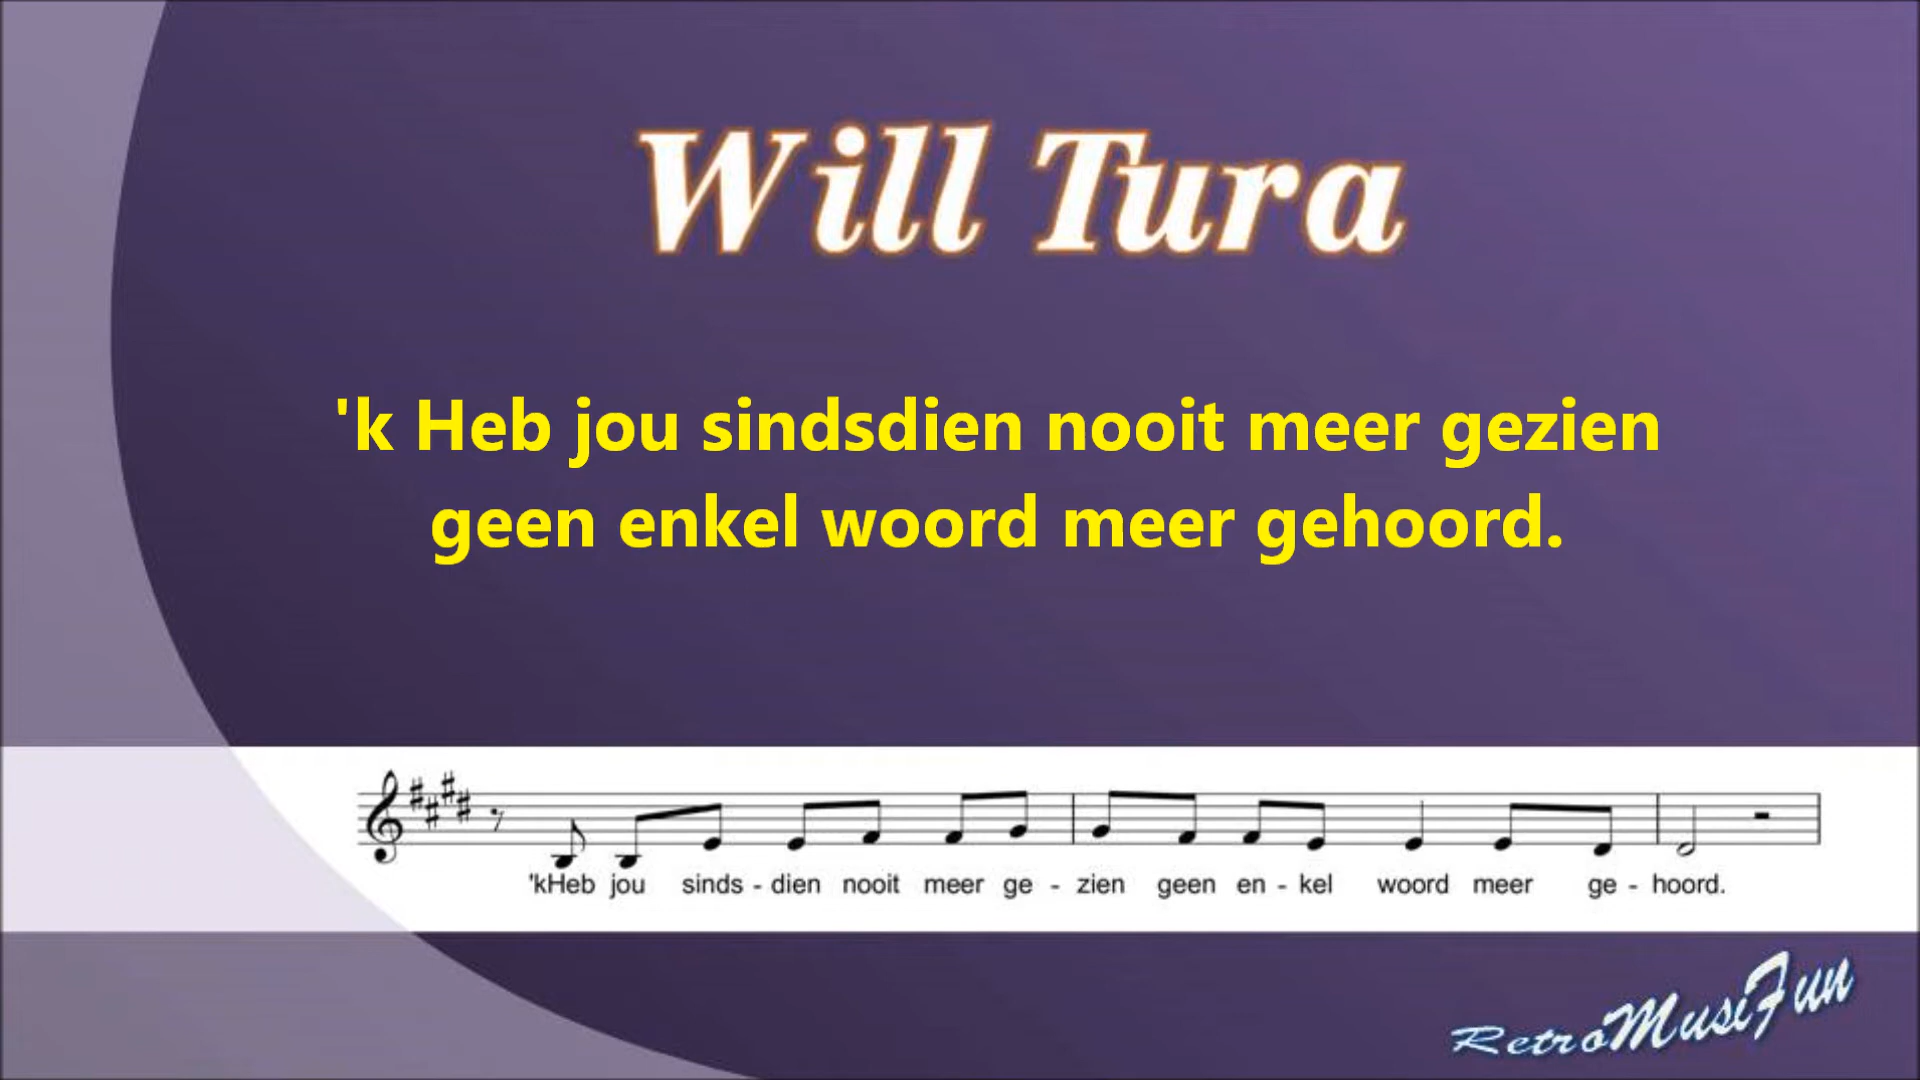 Will Tura
'k Heb jou sindsdien nooit meer gezien
geen enkel woord meer gehoord.
'kHeb jou sinds - dien nooit meer ge - zien geen en - kel woord meer ge - hoord.
RetroMusiFun